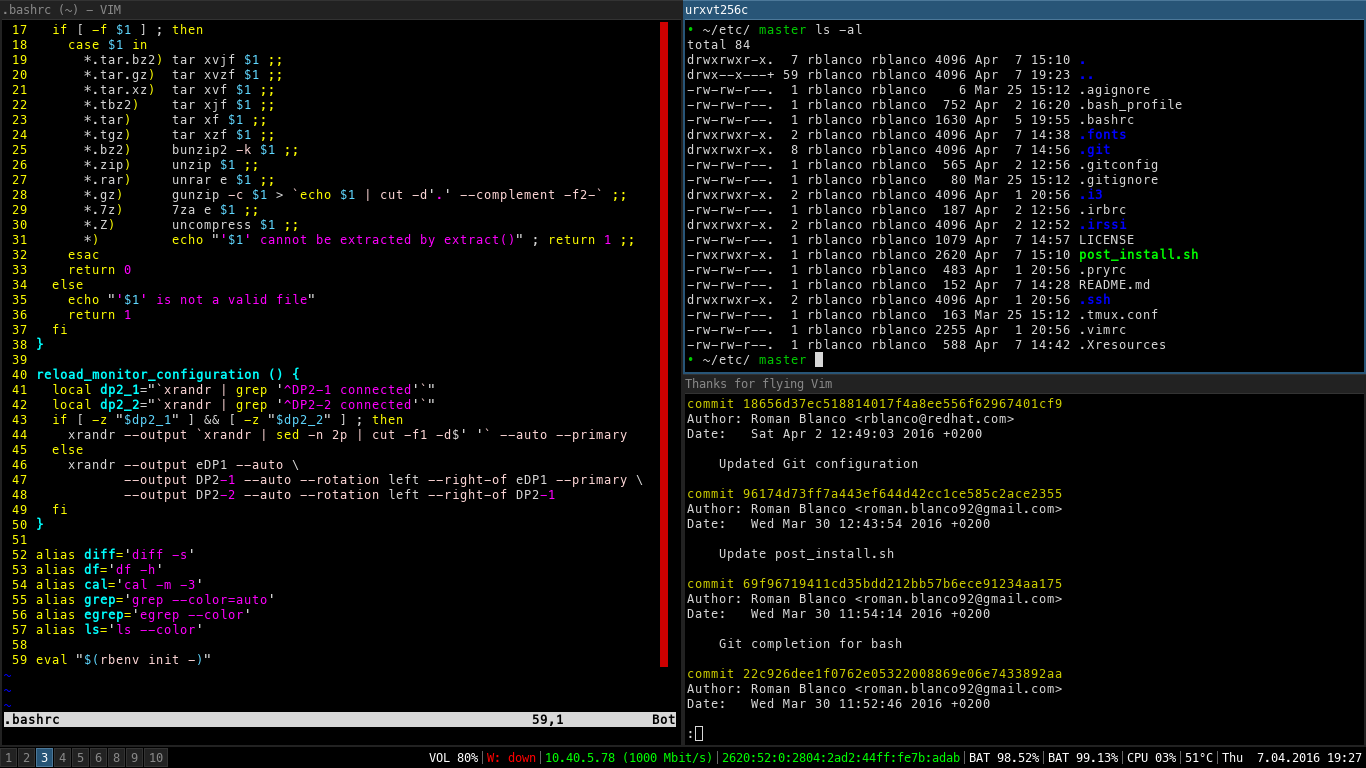 .bashrc (~) - VIM
17   if [ -f $1 ] ; then
18     case $1 in
19       *.tar.bz2) tar xvjf $1 ;;
20       *.tar.gz)  tar xvzf $1 ;;
21       *.tar.xz)  tar xvf $1 ;;
22       *.tbz2)    tar xjf $1 ;;
23       *.tar)     tar xf $1 ;;
24       *.tgz)     tar xzf $1 ;;
25       *.bz2)     bunzip2 -k $1 ;;
26       *.zip)     unzip $1 ;;
27       *.rar)     unrar e $1 ;;
28       *.gz)      gunzip -c $1 > `echo $1 | cut -d'.' --complement -f2-` ;;
29       *.7z)      7za e $1 ;;
30       *.Z)       uncompress $1 ;;
31       *)         echo "'$1' cannot be extracted by extract()" ; return 1 ;;
32     esac
33     return 0
34   else
35     echo "'$1' is not a valid file"
36     return 1
37   fi
38 }
39
40 reload_monitor_configuration () {
41   local dp2_1="`xrandr | grep '^DP2-1 connected'`"
42   local dp2_2="`xrandr | grep '^DP2-2 connected'`"
43   if [ -z "$dp2_1" ] && [ -z "$dp2_2" ] ; then
44     xrandr --output `xrandr | sed -n 2p | cut -f1 -d$' '` --auto --primary
45   else
46     xrandr --output eDP1 --auto \
47            --output DP2-1 --auto --rotation left --right-of eDP1 --primary \
48            --output DP2-2 --auto --rotation left --right-of DP2-1
49   fi
50 }
51
52 alias diff='diff -s'
53 alias df='df -h'
54 alias cal='cal -m -3'
55 alias grep='grep --color=auto'
56 alias egrep='egrep --color'
57 alias ls='ls --color'
58
59 eval "$(rbenv init -)"
~
~
~
.bashrc                                                            59,1           Bot
urxvt256c
• ~/etc/ master ls -al
total 84
drwxrwxr-x.  7 rblanco rblanco 4096 Apr  7 15:10 .
drwx--x---+ 59 rblanco rblanco 4096 Apr  7 19:23 ..
-rw-rw-r--.  1 rblanco rblanco    6 Mar 25 15:12 .agignore
-rw-rw-r--.  1 rblanco rblanco  752 Apr  2 16:20 .bash_profile
-rw-rw-r--.  1 rblanco rblanco 1630 Apr  5 19:55 .bashrc
drwxrwxr-x.  2 rblanco rblanco 4096 Apr  7 14:38 .fonts
drwxrwxr-x.  8 rblanco rblanco 4096 Apr  7 14:56 .git
-rw-rw-r--.  1 rblanco rblanco  565 Apr  2 12:56 .gitconfig
-rw-rw-r--.  1 rblanco rblanco   80 Mar 25 15:12 .gitignore
drwxrwxr-x.  2 rblanco rblanco 4096 Apr  1 20:56 .i3
-rw-rw-r--.  1 rblanco rblanco  187 Apr  2 12:56 .irbrc
drwxrwxr-x.  2 rblanco rblanco 4096 Apr  2 12:52 .irssi
-rw-rw-r--.  1 rblanco rblanco 1079 Apr  7 14:57 LICENSE
-rwxrwxr-x.  1 rblanco rblanco 2620 Apr  7 15:10 post_install.sh
-rw-rw-r--.  1 rblanco rblanco  483 Apr  1 20:56 .pryrc
-rw-rw-r--.  1 rblanco rblanco  152 Apr  7 14:28 README.md
drwxrwxr-x.  2 rblanco rblanco 4096 Apr  1 20:56 .ssh
-rw-rw-r--.  1 rblanco rblanco  163 Mar 25 15:12 .tmux.conf
-rw-rw-r--.  1 rblanco rblanco 2255 Apr  1 20:56 .vimrc
-rw-rw-r--.  1 rblanco rblanco  588 Apr  7 14:42 .Xresources
• ~/etc/ master
Thanks for flying Vim
commit 18656d37ec518814017f4a8ee556f62967401cf9
Author: Roman Blanco <rblanco@redhat.com>
Date:   Sat Apr 2 12:49:03 2016 +0200
Updated Git configuration
commit 96174d73ff7a443ef644d42cc1ce585c2ace2355
Author: Roman Blanco <roman.blanco92@gmail.com>
Date:   Wed Mar 30 12:43:54 2016 +0200
Update post_install.sh
commit 69f96719411cd35bdd212bb57b6ece91234aa175
Author: Roman Blanco <roman.blanco92@gmail.com>
Date:   Wed Mar 30 11:54:14 2016 +0200
Git completion for bash
commit 22c926dee1f0762e05322008869e06e7433892aa
Author: Roman Blanco <roman.blanco92@gmail.com>
Date:   Wed Mar 30 11:52:46 2016 +0200
:
1 2 3 4 5 6 8 9 10 VOL 80%|W: down|10.40.5.78 (1000 Mbit/s)|2620:52:0:2804:2ad2:44ff:fe7b:adab|BAT 98.52%|BAT 99.13%|CPU 03%|51°C|Thu  7.04.2016 19:27